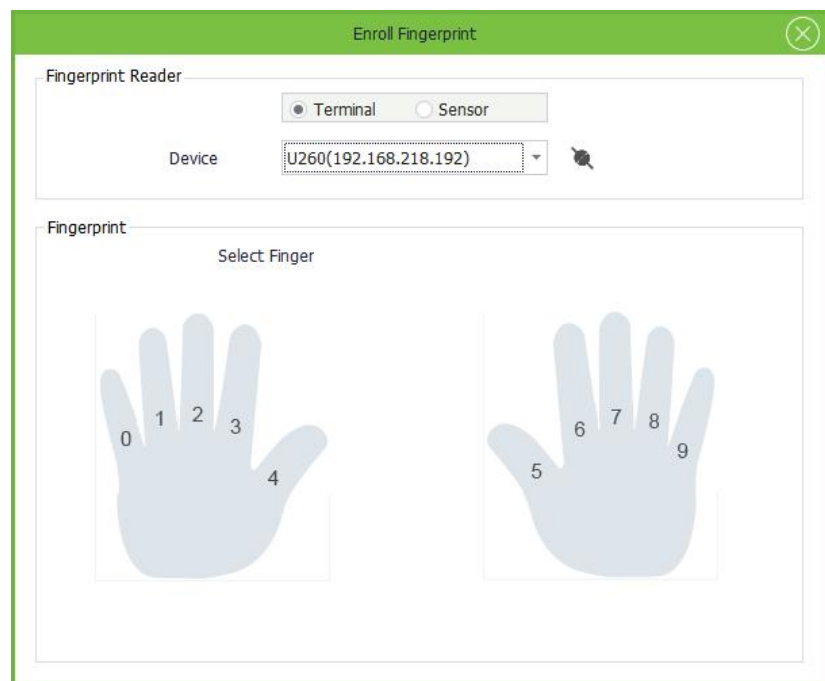 Enroll Fingerprint
Fingerprint Reader
Terminal Sensor
Device U260(192.168.218.192)
Fingerprint
Select Finger
0 1 2 3 4 5 6 7 8 9